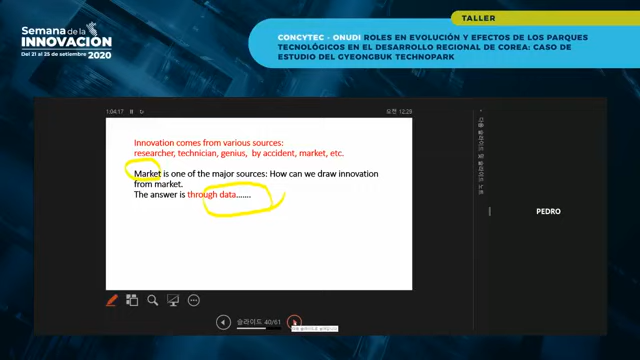 Semana de la
INNOVACIÓN
Del 21 al 25 de setiembre 2020
TALLER
CONCYTEC - ONUDI ROLES EN EVOLUCIÓN Y EFECTOS DE LOS PARQUES
TECNOLÓGICOS EN EL DESARROLLO REGIONAL DE COREA: CASO DE
ESTUDIO DEL GYEONGBUK TECHNOPARK
1:04:17
오전 12:29
Innovation comes from various sources:
researcher, technician, genius, by accident, market, etc.
Market is one of the major sources: How can we draw innovation
from market.
The answer is through data.......
PEDRO
슬라이드 40/61